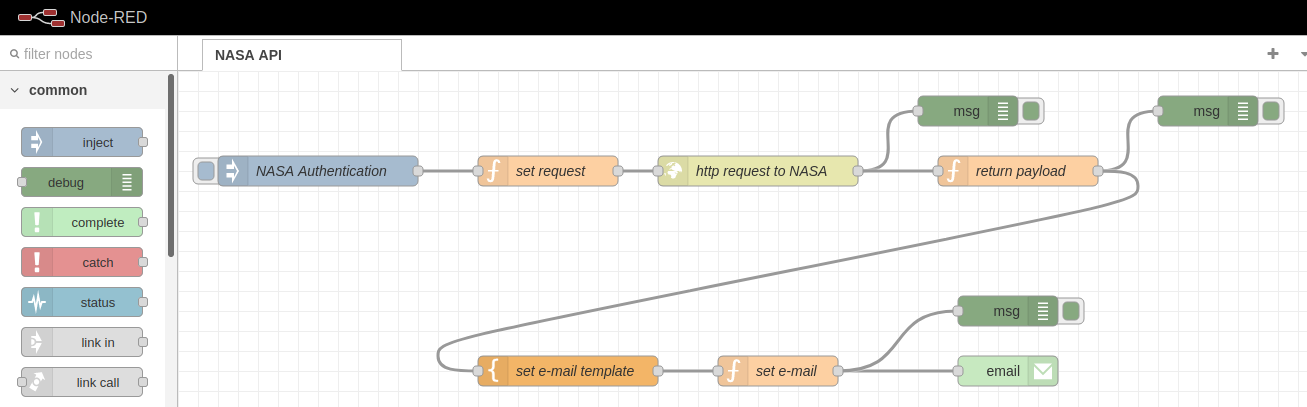 Node-RED
filter nodes
NASA API
common
inject
debug
complete
catch
status
link in
link call
msg
msg
NASA Authentication
set request
http request to NASA
return payload
msg
set e-mail template
set e-mail
email